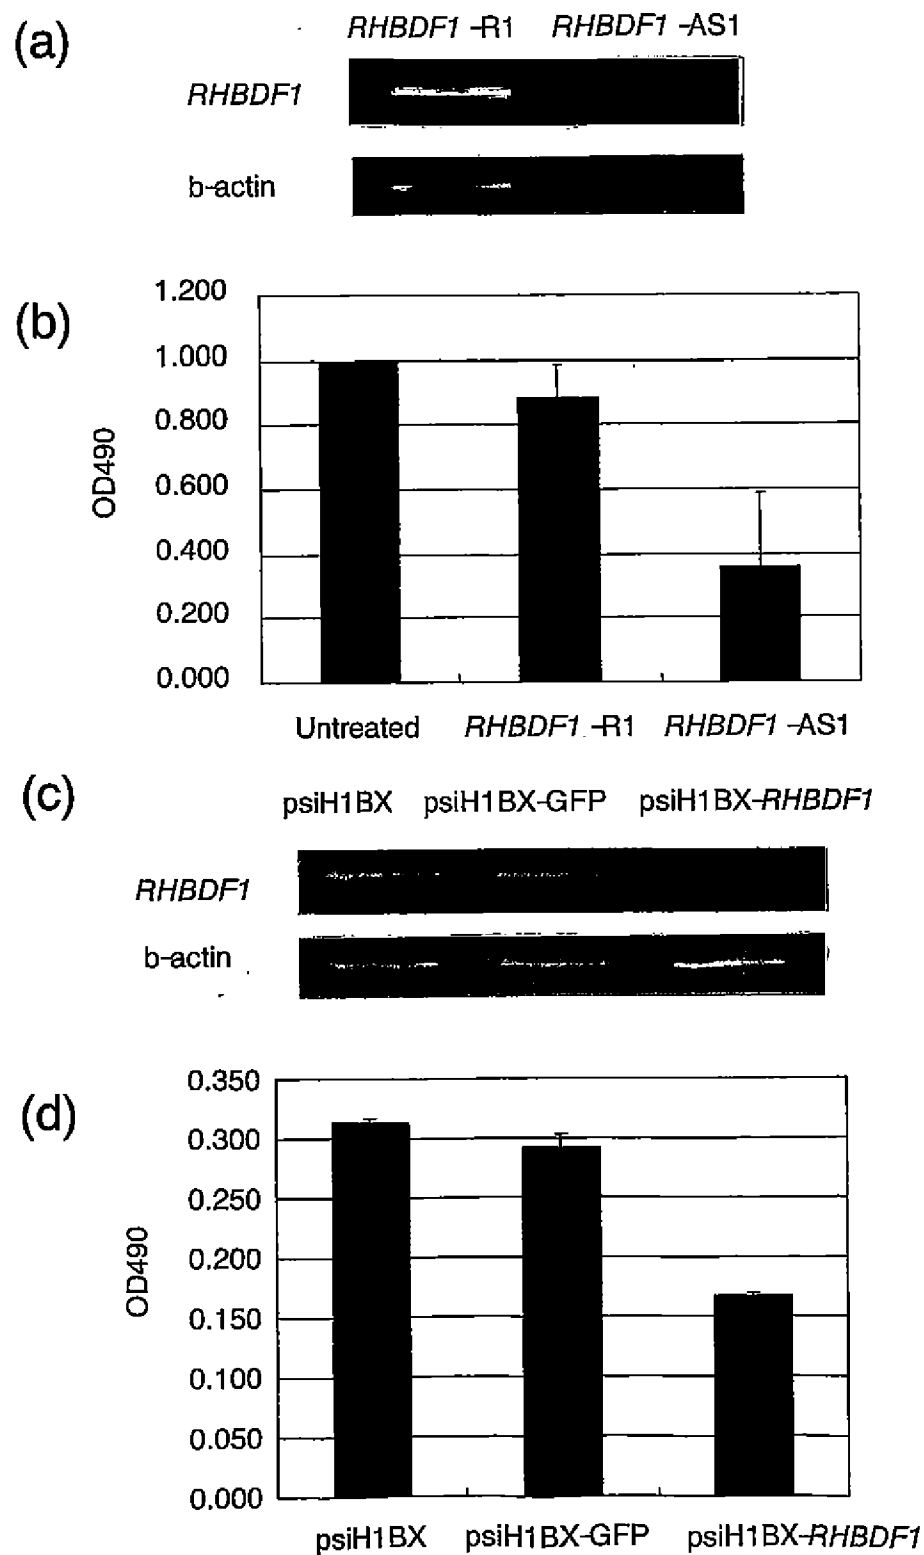 (a)
RHBDF1 -R1 RHBDF1 -AS1
RHBDF1
b-actin
(b)
1.200
1.000
0.800
0.600
0.400
0.200
0.000
OD490
Untreated RHBDF1 -R1 RHBDF1 -AS1
(c)
psiH1BX psiH1BX-GFP psiH1BX-RHBDF1
RHBDF1
b-actin
(d)
0.350
0.300
0.250
0.200
0.150
0.100
0.050
0.000
OD490
psiH1BX psiH1BX-GFP psiH1BX-RHBDF1